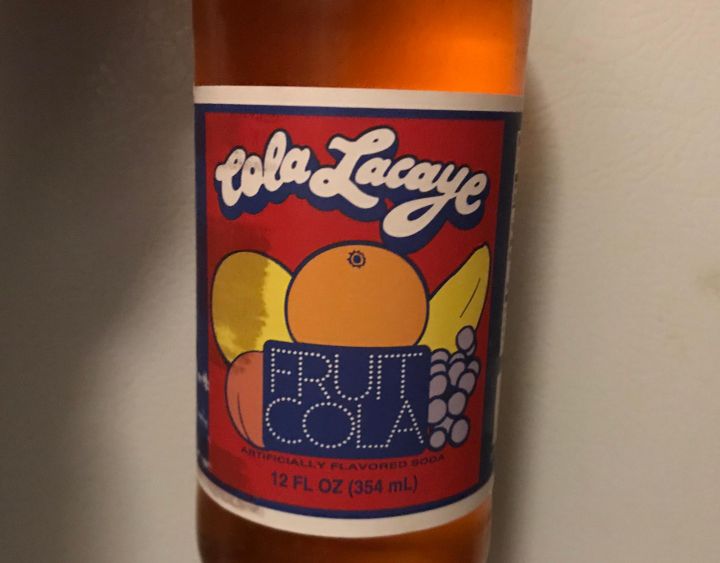 Cola Lacaye
FRUIT
COLA
ARTIFICIALLY FLAVORED SODA
12 FL OZ (354 mL)